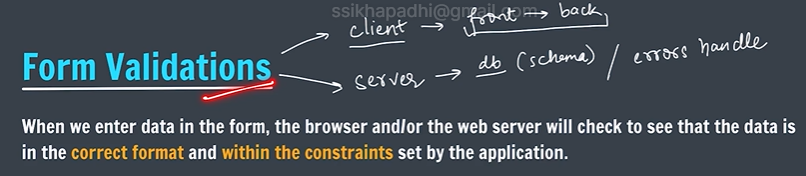 ssikhapadhi@gmail.com
client → front → back
Form Validations
server → db (schema) / errors handle
When we enter data in the form, the browser and/or the web server will check to see that the data is
in the correct format and within the constraints set by the application.